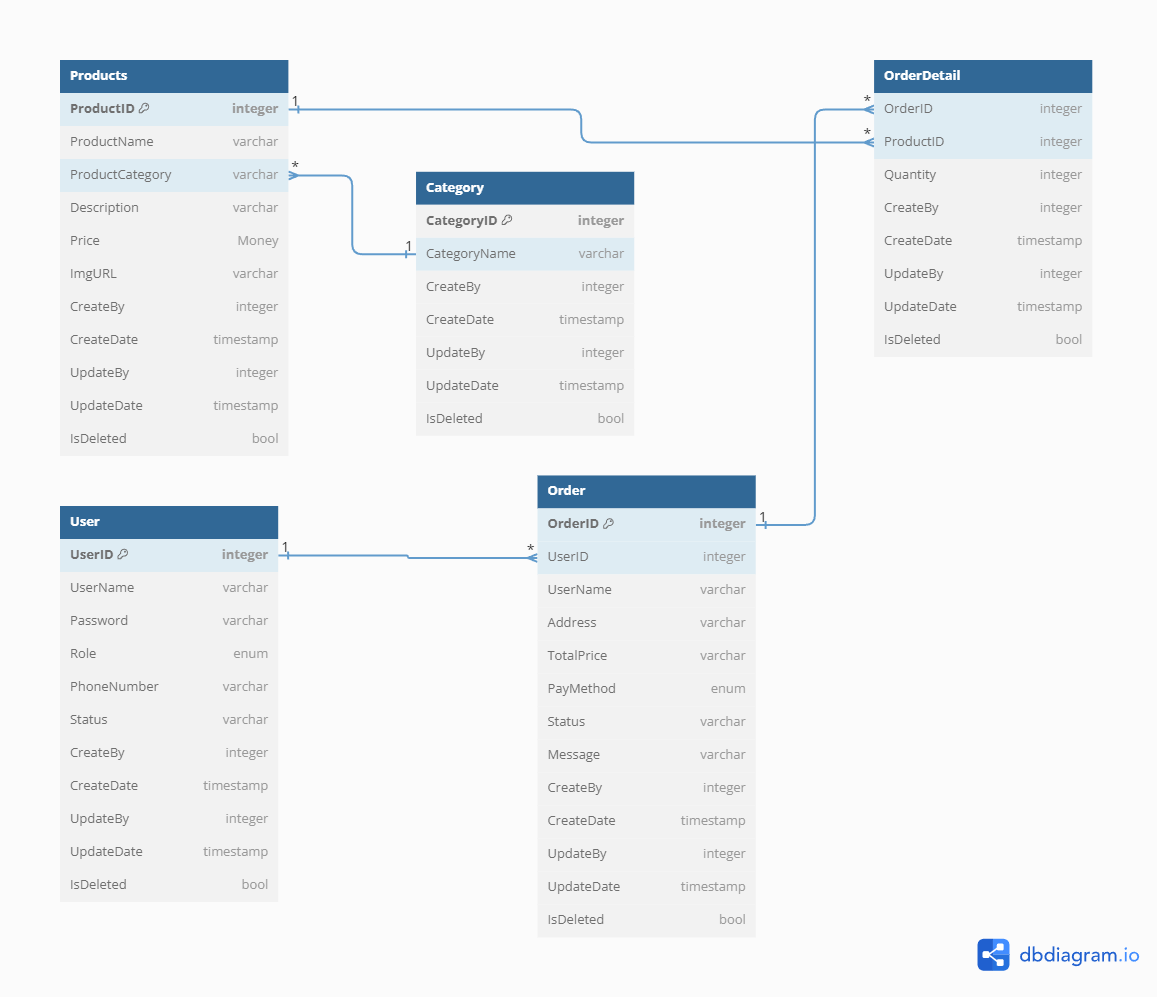 Products
ProductID integer
ProductName varchar
ProductCategory varchar
Description varchar
Price Money
ImgURL varchar
CreateBy integer
CreateDate timestamp
UpdateBy integer
UpdateDate timestamp
IsDeleted bool
1
*
Category
CategoryID integer
CategoryName varchar
CreateBy integer
CreateDate timestamp
UpdateBy integer
UpdateDate timestamp
IsDeleted bool
1
OrderDetail
OrderID integer
ProductID integer
Quantity integer
CreateBy integer
CreateDate timestamp
UpdateBy integer
UpdateDate timestamp
IsDeleted bool
*
*
User
UserID integer
UserName varchar
Password varchar
Role enum
PhoneNumber varchar
Status varchar
CreateBy integer
CreateDate timestamp
UpdateBy integer
UpdateDate timestamp
IsDeleted bool
1
*
Order
OrderID integer
UserID integer
UserName varchar
Address varchar
TotalPrice varchar
PayMethod enum
Status varchar
Message varchar
CreateBy integer
CreateDate timestamp
UpdateBy integer
UpdateDate timestamp
IsDeleted bool
1
dbdiagram.io